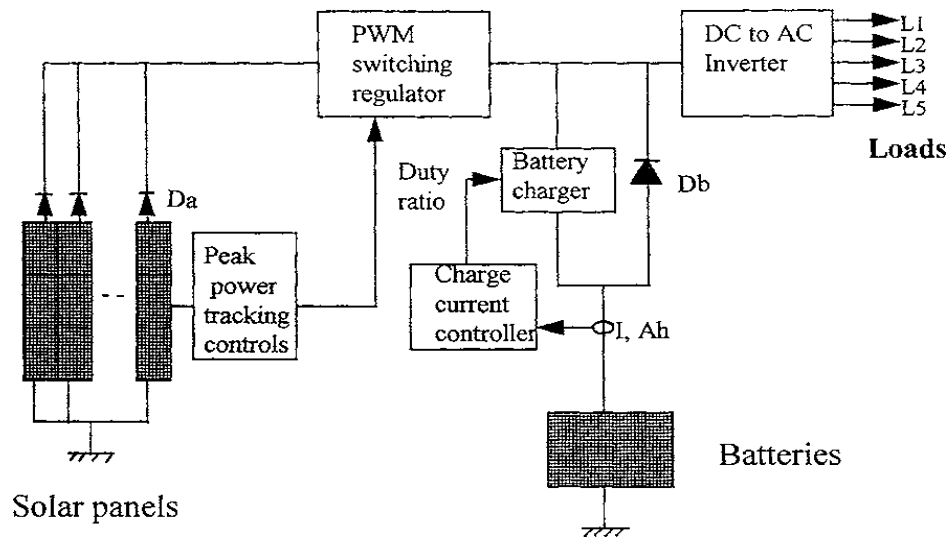 PWM
switching
regulator
DC to AC
Inverter
L1
L2
L3
L4
L5
Loads
Duty
ratio
Battery
charger
Db
Da
Peak
power
tracking
controls
Charge
current
controller
I, Ah
Batteries
Solar panels